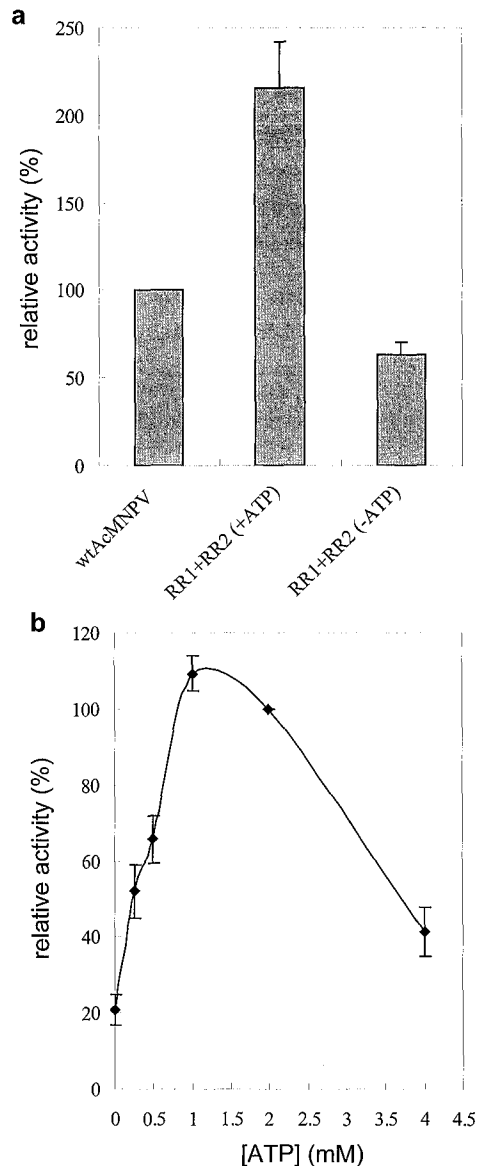 a
250
200
150
100
50
0
relative activity (%)
wtAcMNPV
RR1+RR2 (+ATP)
RR1+RR2 (-ATP)
b
120
100
80
60
40
20
0
relative activity (%)
0 0.5 1 1.5 2 2.5 3 3.5 4 4.5
[ATP] (mM)